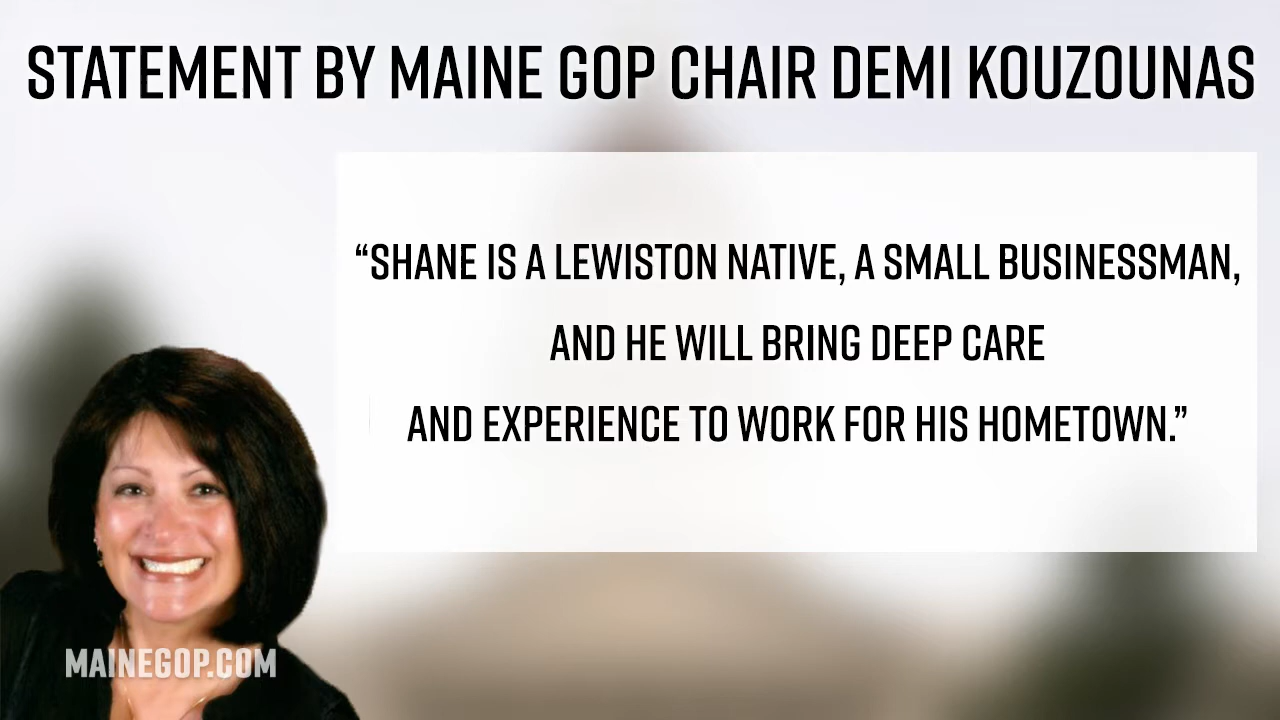 STATEMENT BY MAINE GOP CHAIR DEMI KOUZOUNAS
“SHANE IS A LEWISTON NATIVE, A SMALL BUSINESSMAN,
AND HE WILL BRING DEEP CARE
AND EXPERIENCE TO WORK FOR HIS HOMETOWN.”
MAINEGOP.COM